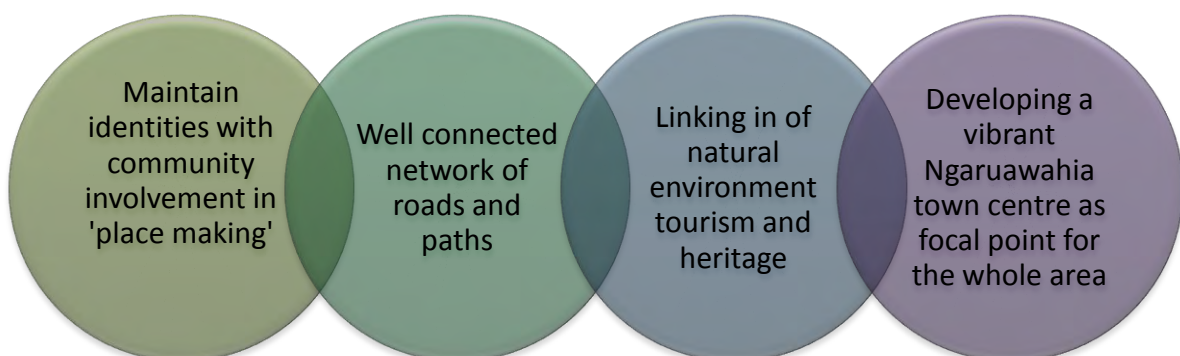 Maintain
identities with
community
involvement in
'place making'
Well connected
network of
roads and
paths
Linking in of
natural
environment
tourism and
heritage
Developing a
vibrant
Ngaruawahia
town centre as
focal point for
the whole area